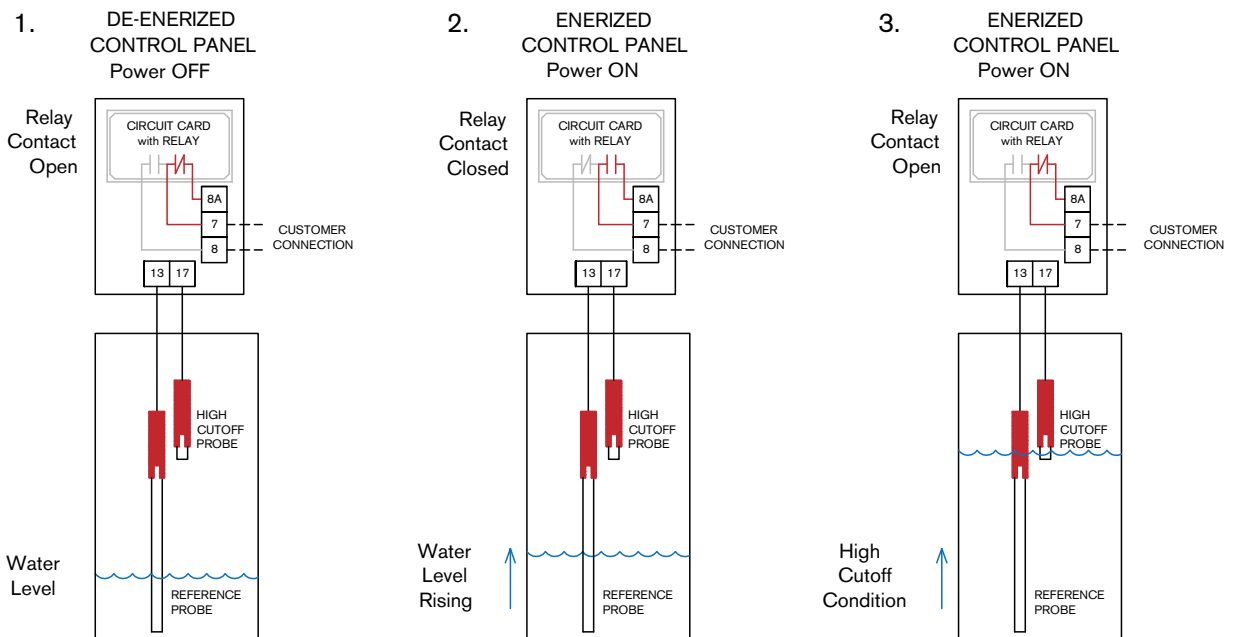 1.
DE-ENERIZED
CONTROL PANEL
Power OFF
Relay
Contact
Open
CIRCUIT CARD
with RELAY
8A
7
8
CUSTOMER
CONNECTION
13 17
HIGH
CUTOFF
PROBE
Water
Level
REFERENCE
PROBE
2.
ENERIZED
CONTROL PANEL
Power ON
Relay
Contact
Closed
CIRCUIT CARD
with RELAY
8A
7
8
CUSTOMER
CONNECTION
13 17
HIGH
CUTOFF
PROBE
Water
Level
Rising
REFERENCE
PROBE
3.
ENERIZED
CONTROL PANEL
Power ON
Relay
Contact
Open
CIRCUIT CARD
with RELAY
8A
7
8
CUSTOMER
CONNECTION
13 17
HIGH
CUTOFF
PROBE
High
Cutoff
Condition
REFERENCE
PROBE